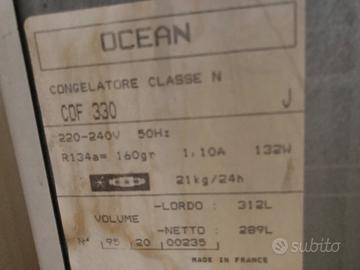 OCEAN
CONGELATORE CLASSE N
CDF 330 J
220-240V 50Hz
R134a= 160gr 1,10A 132W
21kg/24h
-LORDO : 312L
VOLUME
-NETTO : 289L
N° 95 20 00235
MADE IN FRANCE
subito